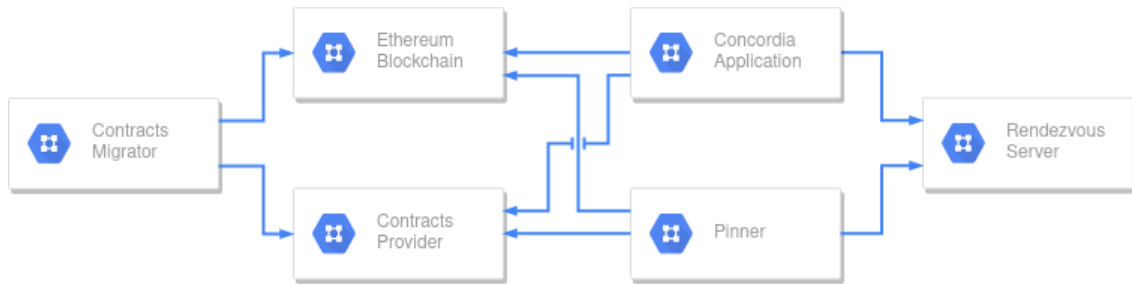 Ethereum
Blockchain
Concordia
Application
Contracts
Migrator
Rendezvous
Server
Contracts
Provider
Pinner